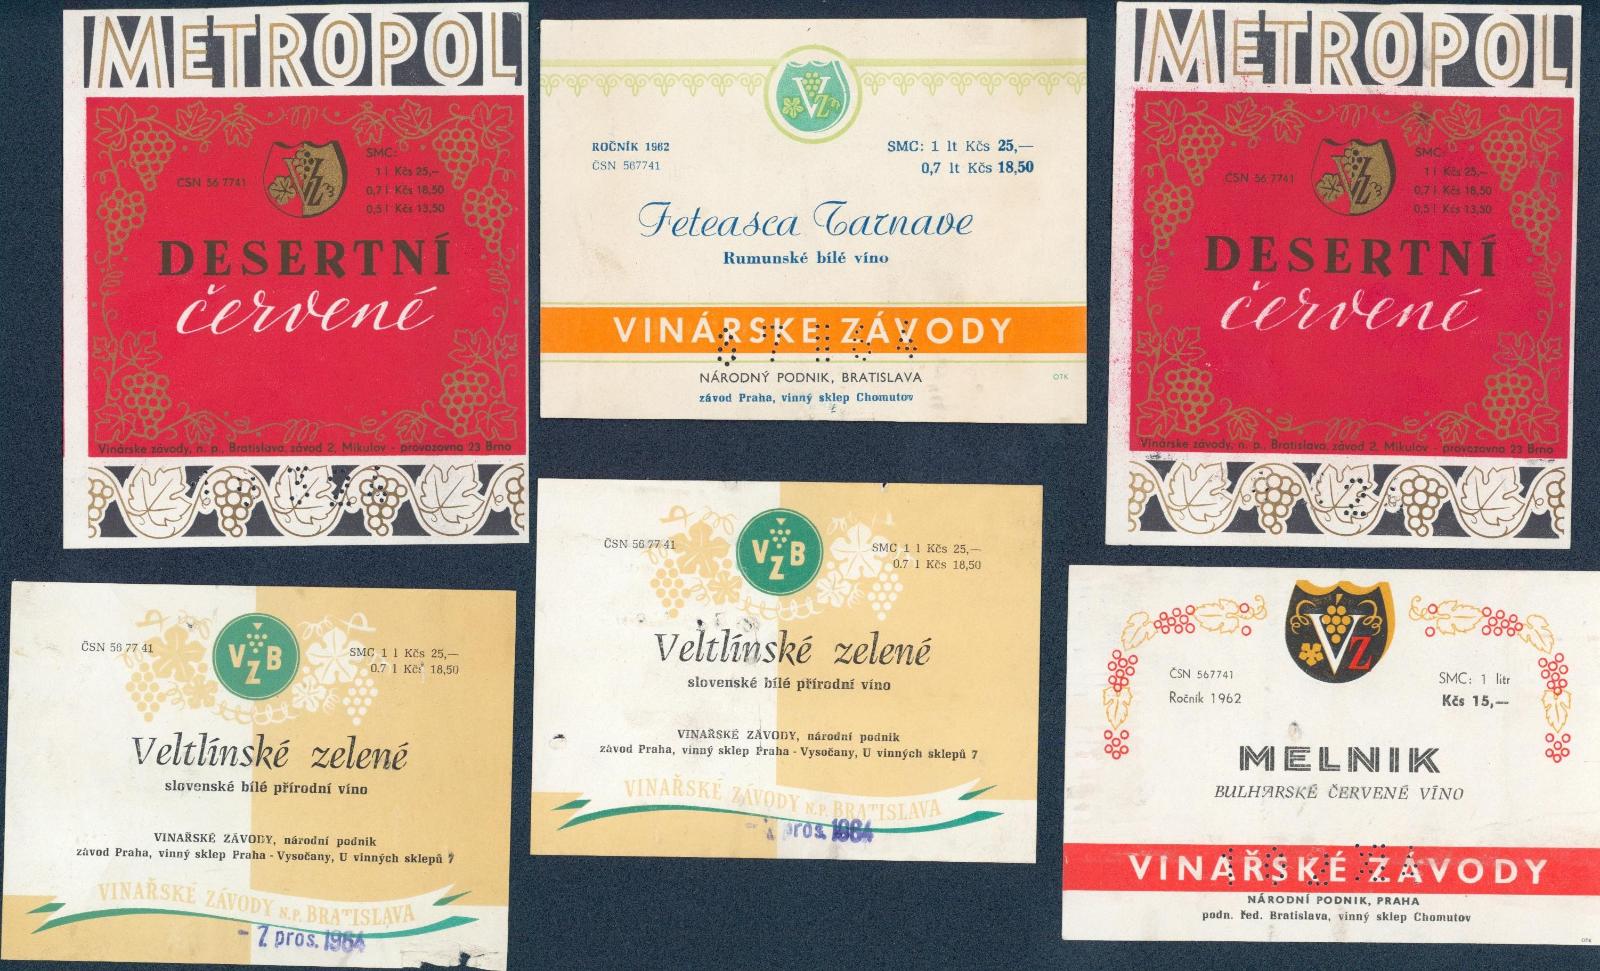 METROPOL
ČSN 56 7741
VZ
SMC:
1 l Kčs 25,—
0,7 l Kčs 18,50
0,5 l Kčs 13,50
DESERTNÍ
červené
Vinárske závody, n. p., Bratislava, závod 2, Mikulov - provozovna 23 Brno
VZ
ROČNÍK 1962
ČSN 567741
SMC: 1 lt Kčs 25,—
0,7 lt Kčs 18,50
Feteasca Tarnave
Rumunské bílé víno
VINÁRSKE ZÁVODY
NÁRODNÝ PODNIK, BRATISLAVA
OTK
závod Praha, vinný sklep Chomutov
METROPOL
ČSN 56 7741
VZ
SMC:
1 l Kčs 25,—
0,7 l Kčs 18,50
0,5 l Kčs 13,50
DESERTNÍ
červené
Vinárske závody, n. p., Bratislava, závod 2, Mikulov - provozovna 23 Brno
ČSN 56 77 41
VZB
SMC 1 l Kčs 25,—
0.7 l Kčs 18,50
Veltlínské zelené
slovenské bílé přírodní víno
VINAŘSKÉ ZÁVODY, národní podnik
závod Praha, vinný sklep Praha - Vysočany, U vinných sklepů 7
VINAŘSKÉ ZÁVODY N.P. BRATISLAVA
- 7 pros. 1964
ČSN 56 77 41
VZB
SMC 1 l Kčs 25,—
0.7 l Kčs 18,50
Veltlínské zelené
slovenské bílé přírodní víno
VINAŘSKÉ ZÁVODY, národní podnik
závod Praha, vinný sklep Praha - Vysočany, U vinných sklepů 7
VINAŘSKÉ ZÁVODY N.P. BRATISLAVA
pros. 1964
VZ
ČSN 567741
Ročník 1962
SMC: 1 litr
Kčs 15,—
MELNIK
BULHARSKÉ ČERVENÉ VÍNO
VINAŘSKÉ ZÁVODY
NÁRODNÍ PODNIK, PRAHA
podn. řed. Bratislava, vinný sklep Chomutov
OTK